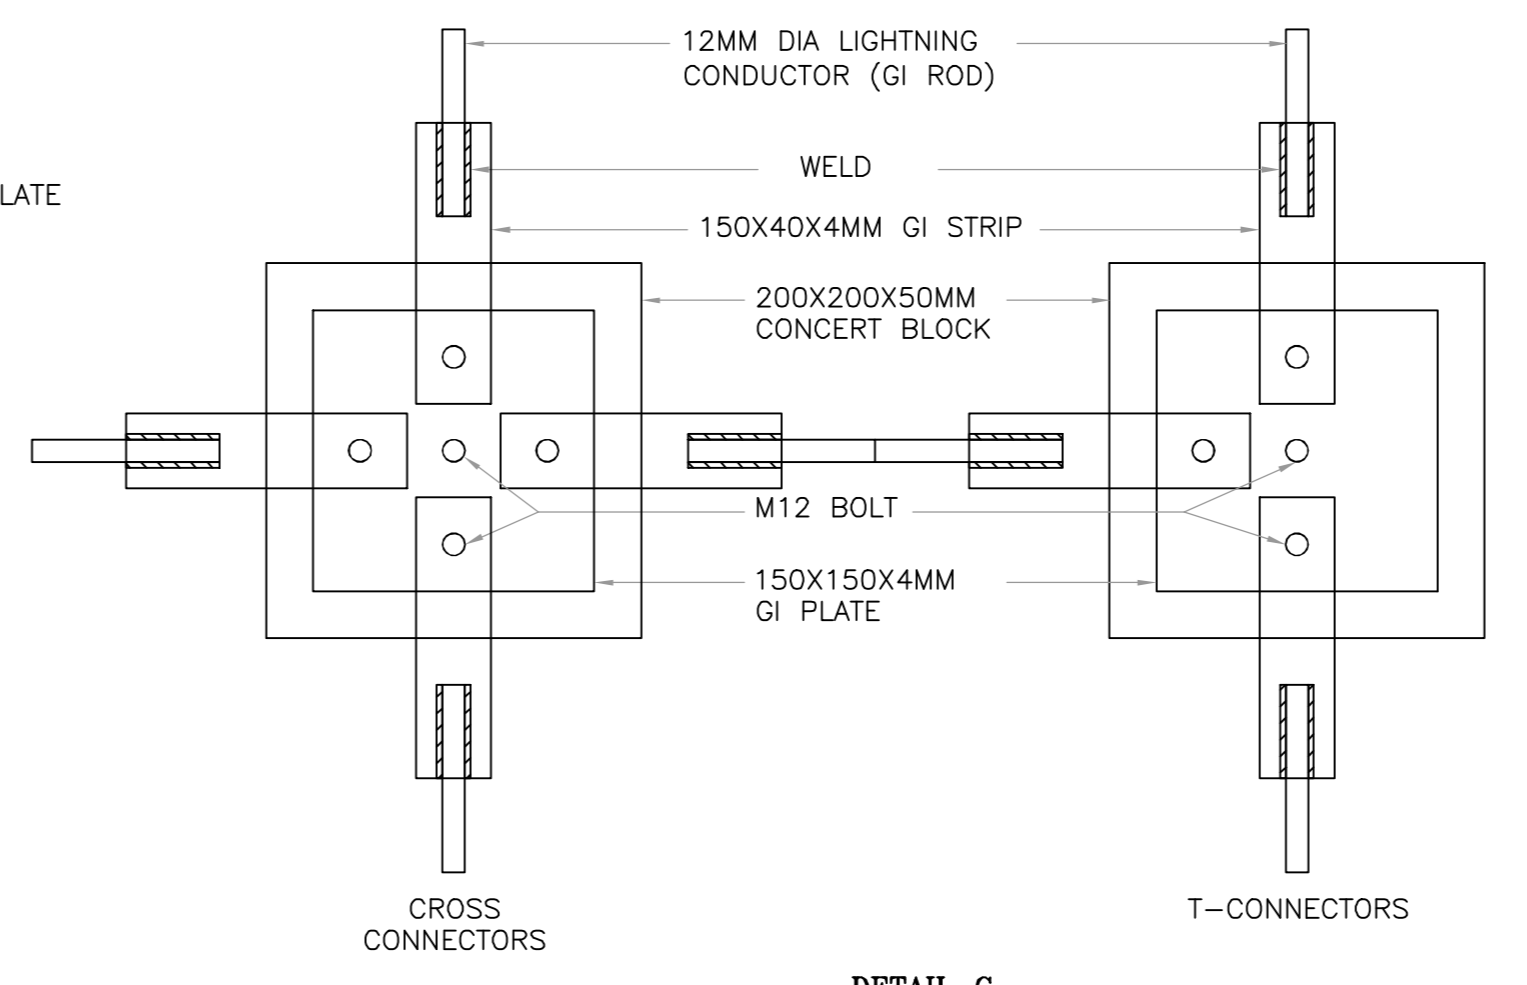 12MM DIA LIGHTNING
CONDUCTOR (GI ROD)
WELD
LATE
150X40X4MM GI STRIP
200X200X50MM
CONCERT BLOCK
M12 BOLT
150X150X4MM
GI PLATE
CROSS
CONNECTORS
T-CONNECTORS